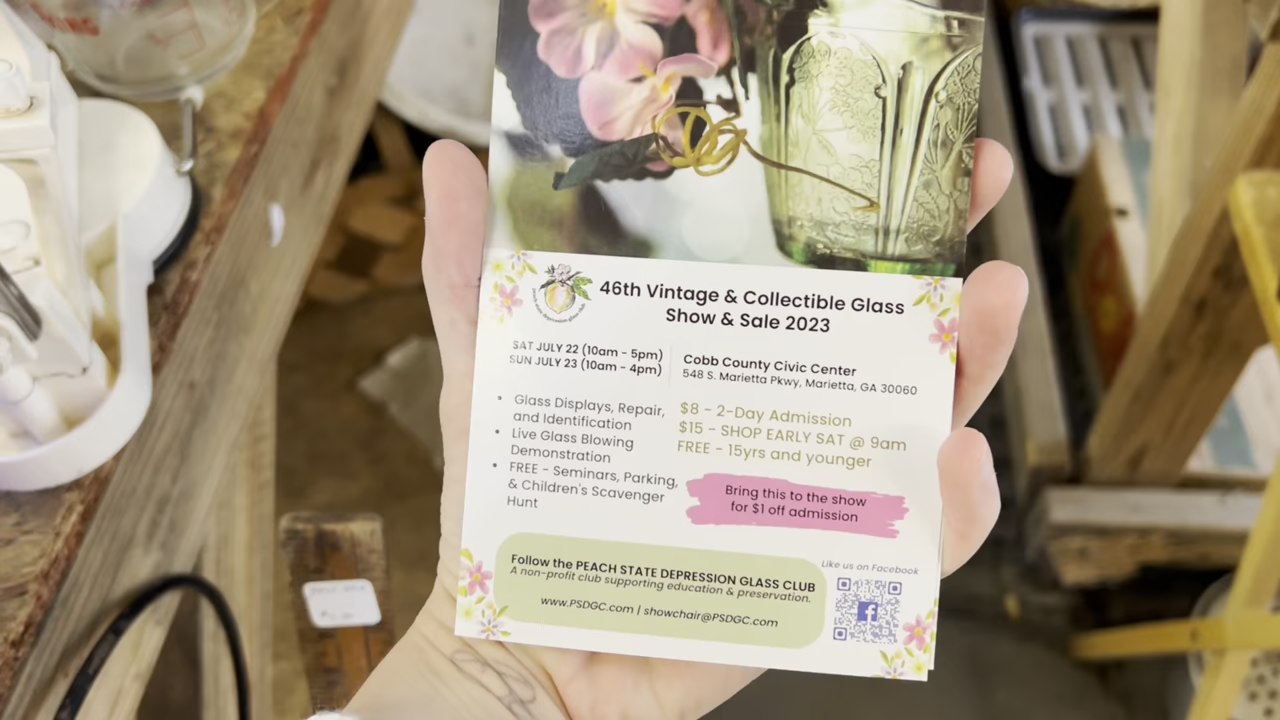 46th Vintage & Collectible Glass
Show & Sale 2023
SAT JULY 22 (10am - 5pm)
SUN JULY 23 (10am - 4pm)
Cobb County Civic Center
548 S. Marietta Pkwy, Marietta, GA 30060
• Glass Displays, Repair,
and Identification
• Live Glass Blowing
Demonstration
• FREE - Seminars, Parking,
& Children's Scavenger
Hunt
$8 - 2-Day Admission
$15 - SHOP EARLY SAT @ 9am
FREE - 15yrs and younger
Bring this to the show
for $1 off admission
Follow the PEACH STATE DEPRESSION GLASS CLUB
A non-profit club supporting education & preservation.
www.PSDGC.com | showchair@PSDGC.com
Like us on Facebook